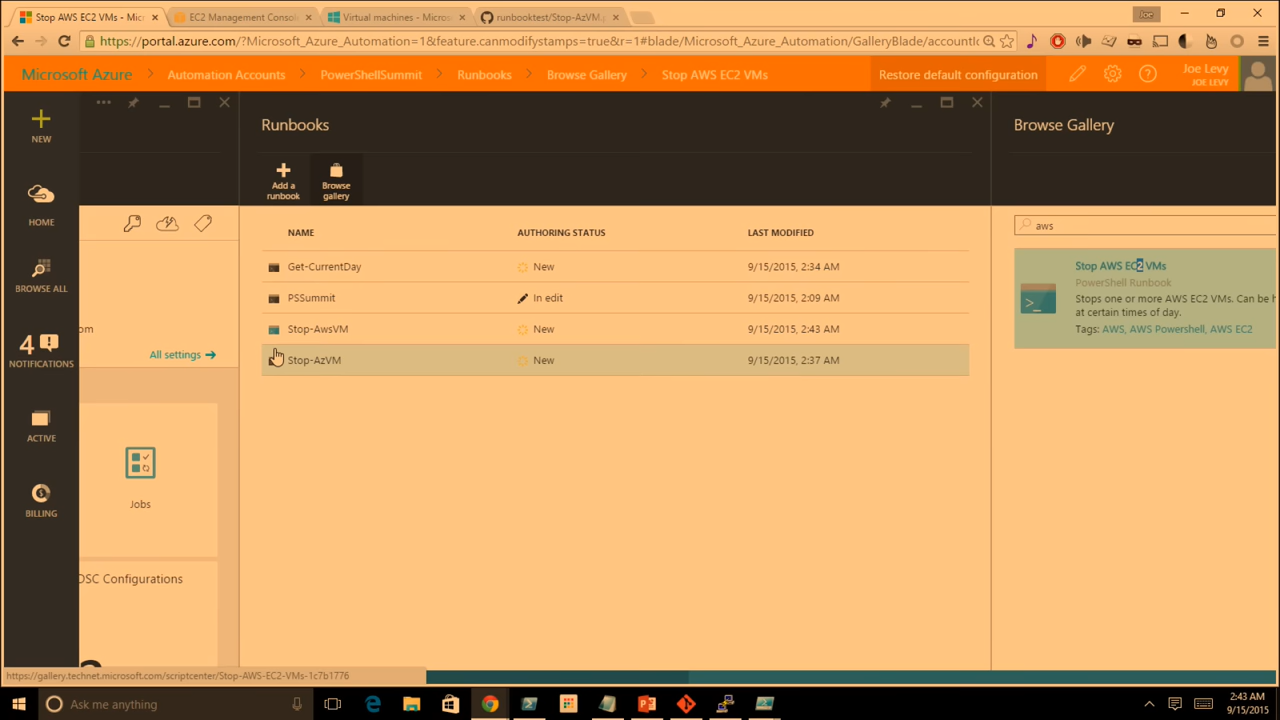 Stop AWS EC2 VMs - Micr
EC2 Management Consol
Virtual machines - Micros
runbooktest/Stop-AzVM.
Joe
https://portal.azure.com/?Microsoft_Azure_Automation=1&feature.canmodifystamps=true&r=1#blade/Microsoft_Azure_Automation/GalleryBlade/accountIc
Microsoft Azure
Automation Accounts
PowerShellSummit
Runbooks
Browse Gallery
Stop AWS EC2 VMs
Restore default configuration
Joe Levy
JOE LEVY
NEW
HOME
BROWSE ALL
4
NOTIFICATIONS
ACTIVE
BILLING
om
All settings
Jobs
DSC Configurations
Runbooks
Add a
runbook
Browse
gallery
NAME AUTHORING STATUS LAST MODIFIED
Get-CurrentDay New 9/15/2015, 2:34 AM
PSSummit In edit 9/15/2015, 2:09 AM
Stop-AwsVM New 9/15/2015, 2:43 AM
Stop-AzVM New 9/15/2015, 2:37 AM
Browse Gallery
aws
Stop AWS EC2 VMs
PowerShell Runbook
Stops one or more AWS EC2 VMs. Can be h
at certain times of day.
Tags: AWS, AWS Powershell, AWS EC2
https://gallery.technet.microsoft.com/scriptcenter/Stop-AWS-EC2-VMs-1c7b1776
Ask me anything
2:43 AM
9/15/2015